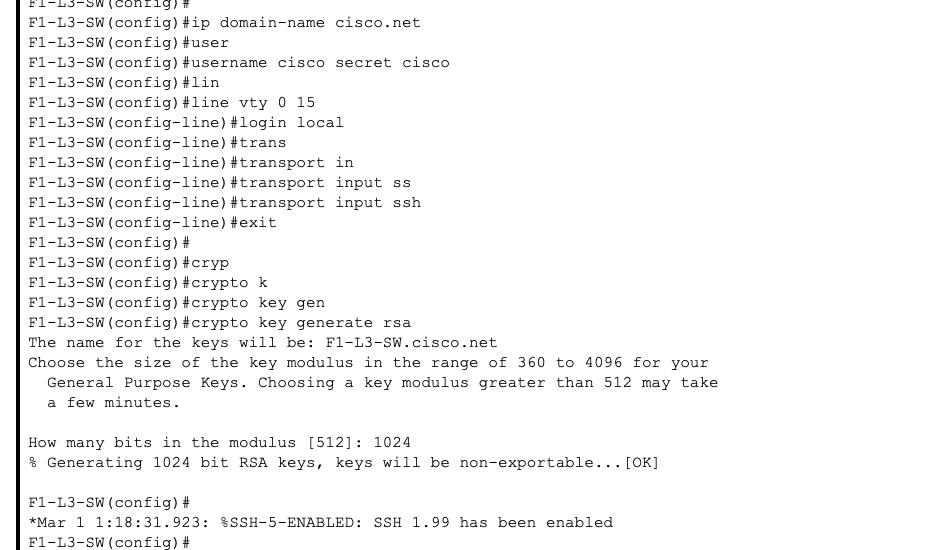 F1-L3-SW(config)#
F1-L3-SW(config)#ip domain-name cisco.net
F1-L3-SW(config)#user
F1-L3-SW(config)#username cisco secret cisco
F1-L3-SW(config)#lin
F1-L3-SW(config)#line vty 0 15
F1-L3-SW(config-line)#login local
F1-L3-SW(config-line)#trans
F1-L3-SW(config-line)#transport in
F1-L3-SW(config-line)#transport input ss
F1-L3-SW(config-line)#transport input ssh
F1-L3-SW(config-line)#exit
F1-L3-SW(config)#
F1-L3-SW(config)#cryp
F1-L3-SW(config)#crypto k
F1-L3-SW(config)#crypto key gen
F1-L3-SW(config)#crypto key generate rsa
The name for the keys will be: F1-L3-SW.cisco.net
Choose the size of the key modulus in the range of 360 to 4096 for your
  General Purpose Keys. Choosing a key modulus greater than 512 may take
  a few minutes.

How many bits in the modulus [512]: 1024
% Generating 1024 bit RSA keys, keys will be non-exportable...[OK]

F1-L3-SW(config)#
*Mar 1 1:18:31.923: %SSH-5-ENABLED: SSH 1.99 has been enabled
F1-L3-SW(config)#